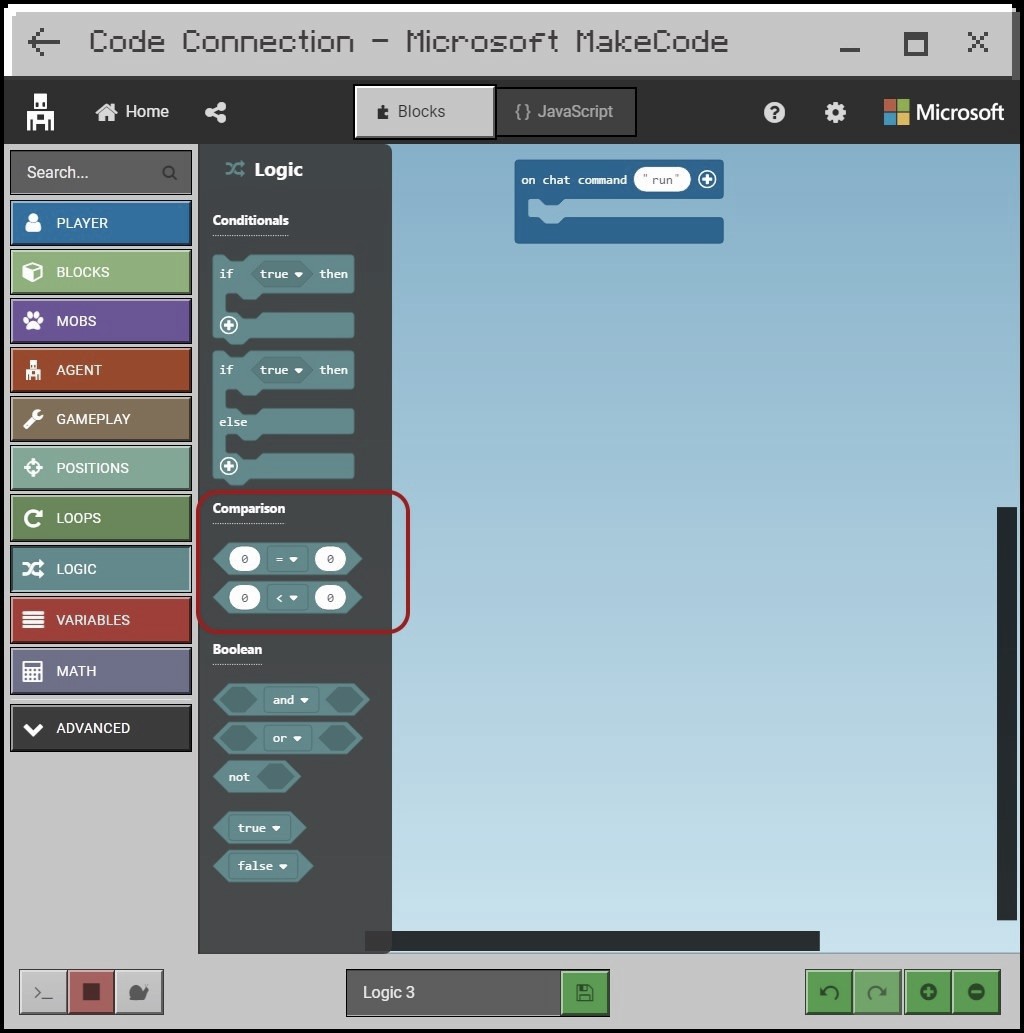 Code Connection - Microsoft MakeCode
Home
Blocks
{ } JavaScript
?
Microsoft
Search...
PLAYER
BLOCKS
MOBS
AGENT
GAMEPLAY
POSITIONS
LOOPS
LOGIC
VARIABLES
MATH
ADVANCED
Logic
Conditionals
if true then
if true then
else
Comparison
0 = 0
0 < 0
Boolean
and
or
not
true
false
on chat command "run"
>_
Logic 3